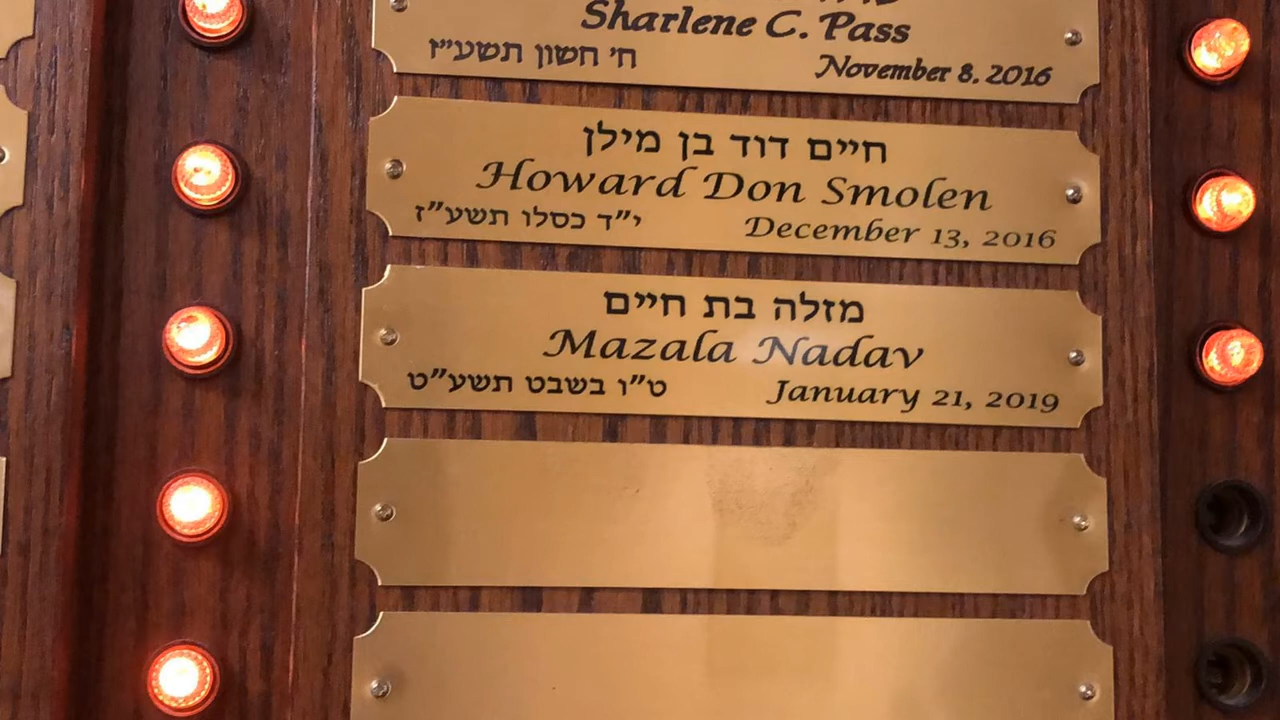 Sharlene C. Pass
ח' חשון תשע"ז November 8, 2016
חיים דוד בן מילן
Howard Don Smolen
י"ד כסלו תשע"ז December 13, 2016
מזלה בת חיים
Mazala Nadav
ט"ו בשבט תשע"ט January 21, 2019